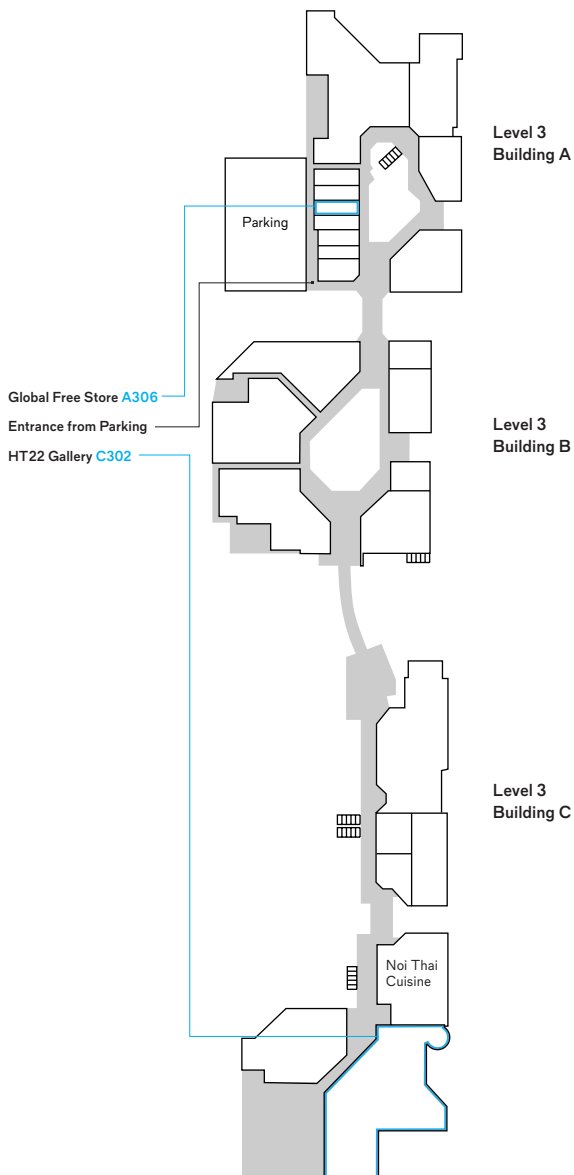 Level 3
Building A
Parking
Global Free Store A306
Entrance from Parking
HT22 Gallery C302
Level 3
Building B
Level 3
Building C
Noi Thai
Cuisine